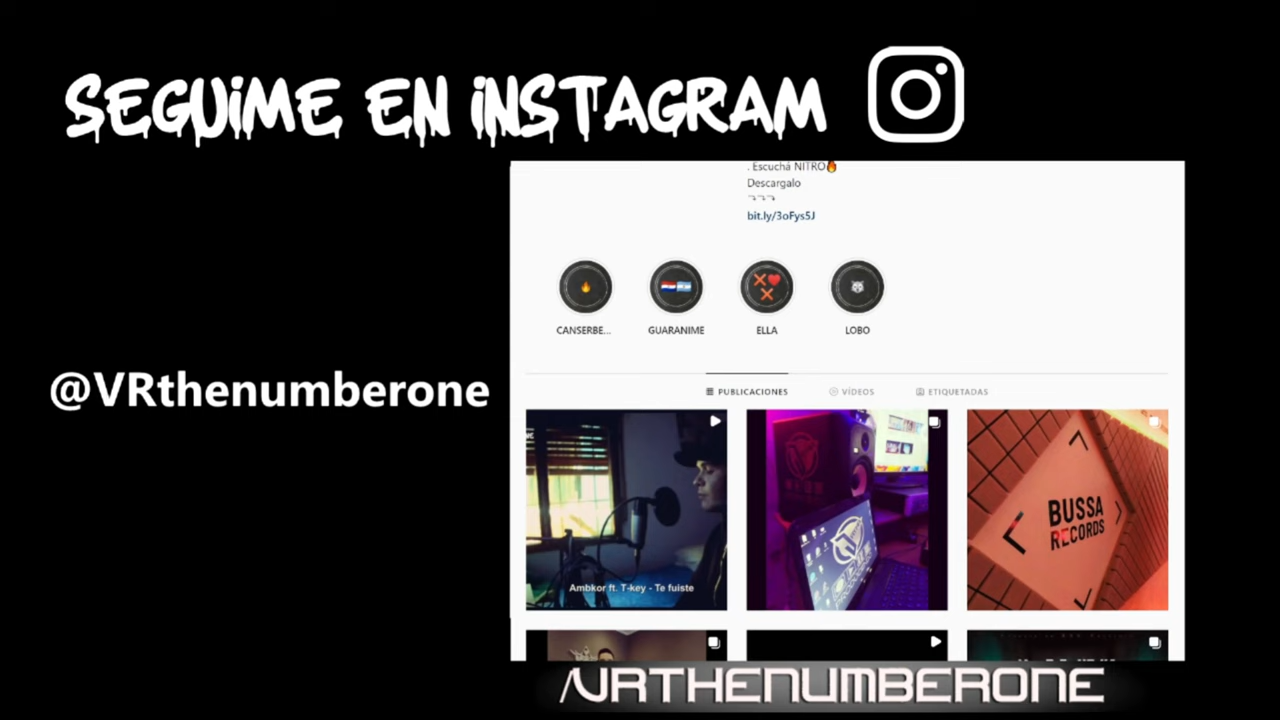 SEGUIME EN INSTAGRAM
. Escuchá NITRO🔥
Descargalo
bit.ly/3oFys5J
CANSERBE... GUARANIME ELLA LOBO
@VRthenumberone
PUBLICACIONES VÍDEOS ETIQUETADAS
BUSSA
RECORDS
Ambkor ft. T-key - Te fuiste
VRTHENUMBERONE